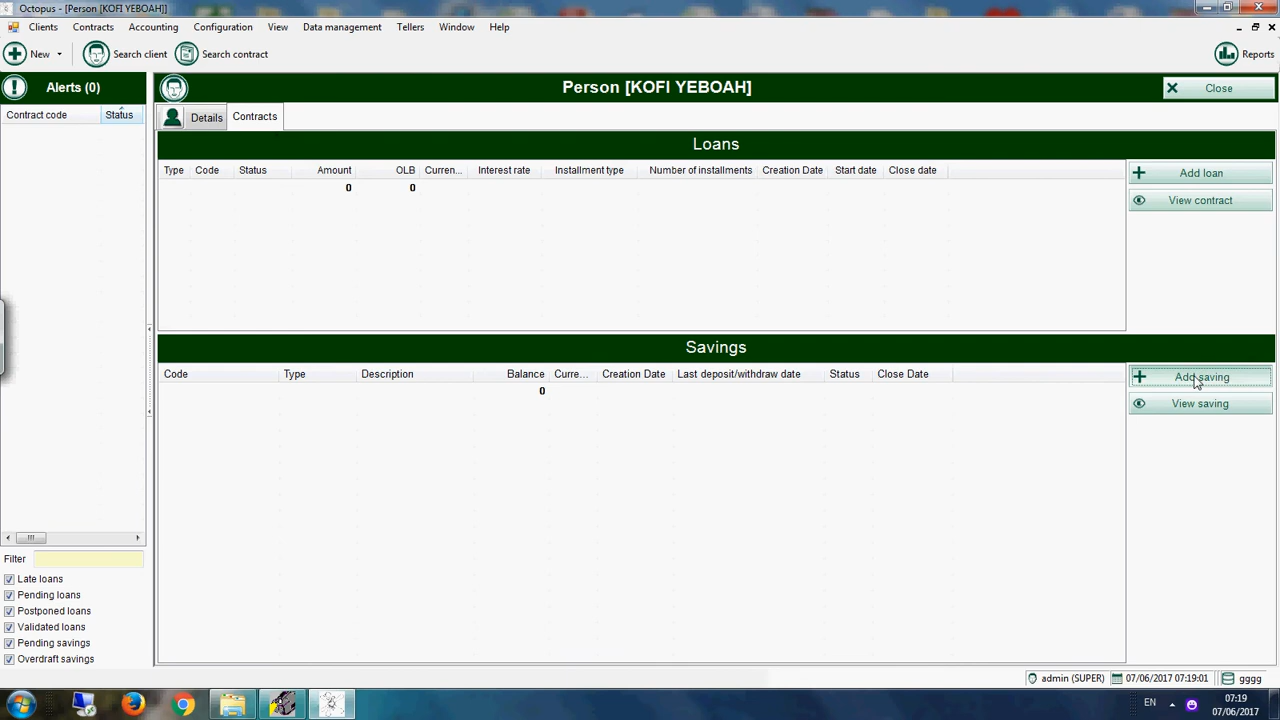 Octopus - [Person [KOFI YEBOAH]]
Clients Contracts Accounting Configuration View Data management Tellers Window Help
New Search client Search contract Reports
Alerts (0) Person [KOFI YEBOAH] Close
Contract code Status Details Contracts
Loans
Type Code Status Amount OLB Curren... Interest rate Installment type Number of installments Creation Date Start date Close date Add loan
0 0
View contract
Savings
Code Type Description Balance Curre... Creation Date Last deposit/withdraw date Status Close Date Add saving
0
View saving
Filter
Late loans
Pending loans
Postponed loans
Validated loans
Pending savings
Overdraft savings
admin (SUPER) 07/06/2017 07:19:01 gggg
EN 07:19
07/06/2017